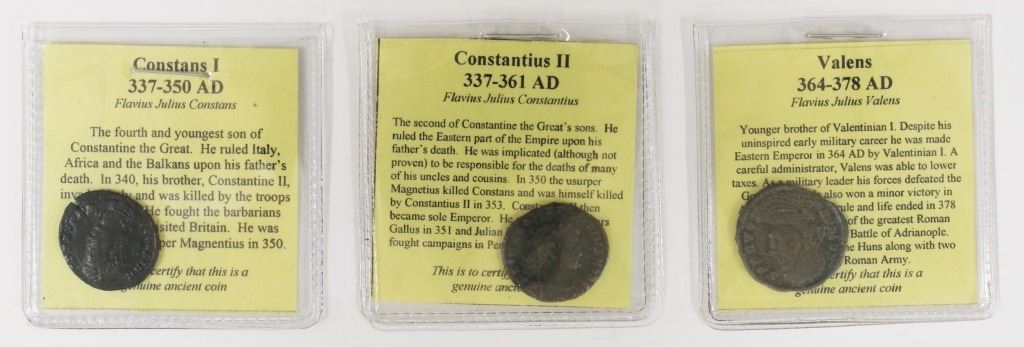 Constans I
337-350 AD
Flavius Julius Constans
The fourth and youngest son of
Constantine the Great. He ruled Italy,
Africa and the Balkans upon his father's
death. In 340, his brother, Constantine II,
and was killed by the troops
He fought the barbarians
visited Britain. He was
Magnentius in 350.
certify that this is a
genuine ancient coin
Constantius II
337-361 AD
Flavius Julius Constantius
The second of Constantine the Great's sons. He
ruled the Eastern part of the Empire upon his
father's death. He was implicated (although not
proven) to be responsible for the deaths of many
of his uncles and cousins. In 350 the usurper
Magnetius killed Constans and was himself killed
by Constantius II in 353. then
became sole Emperor. He
Gallus in 351 and Julian
fought campaigns in
This is to certify
genuine
Valens
364-378 AD
Flavius Julius Valens
Younger brother of Valentinian I. Despite his
uninspired early military career he was made
Eastern Emperor in 364 AD by Valentinian I. A
careful administrator, Valens was able to lower
taxes. As a military leader his forces defeated the
also won a minor victory in
rule and life ended in 378
of the greatest Roman
Battle of Adrianople.
Huns along with two
Roman Army.
certify that this is a
genuine ancient coin